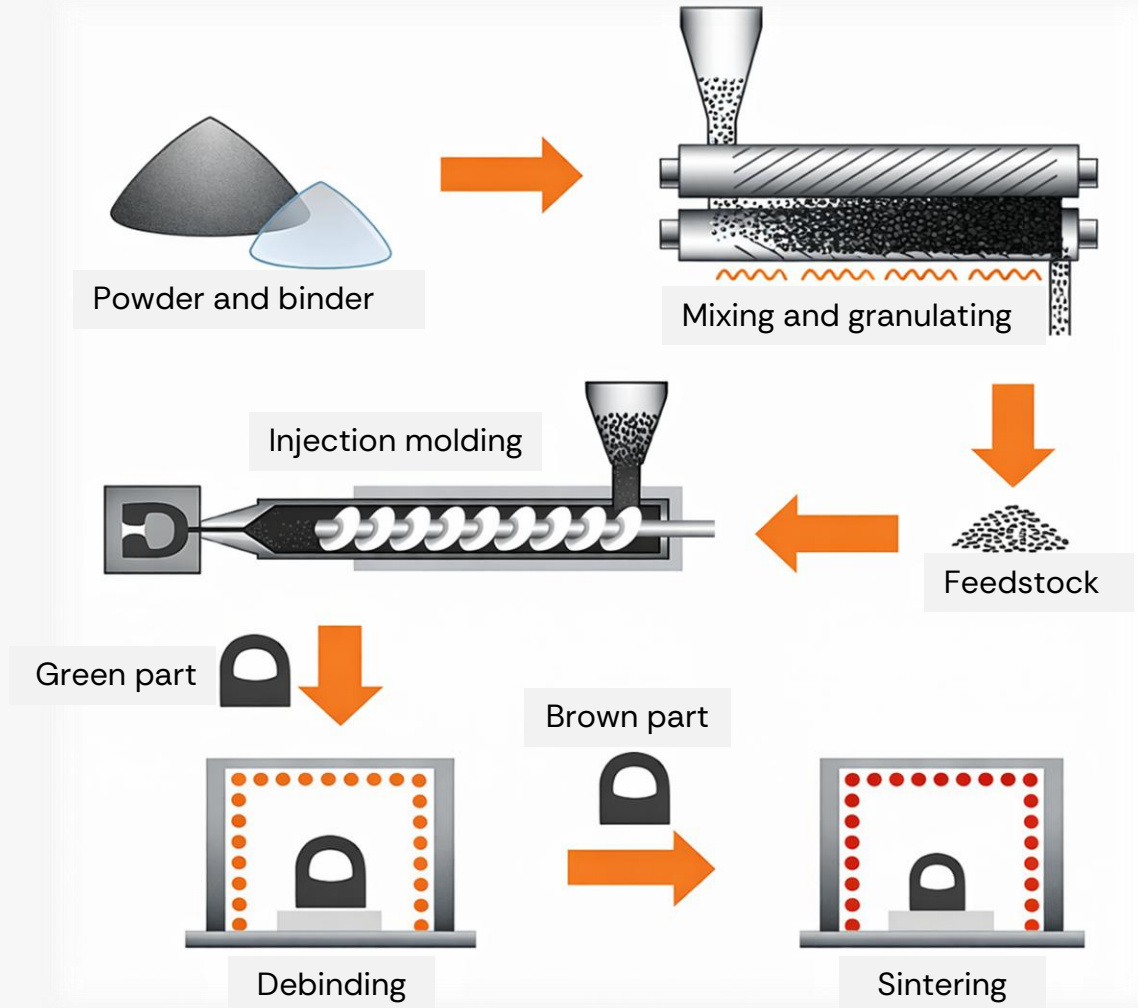 Powder and binder
Mixing and granulating
Injection molding
Feedstock
Green part
Brown part
Debinding
Sintering